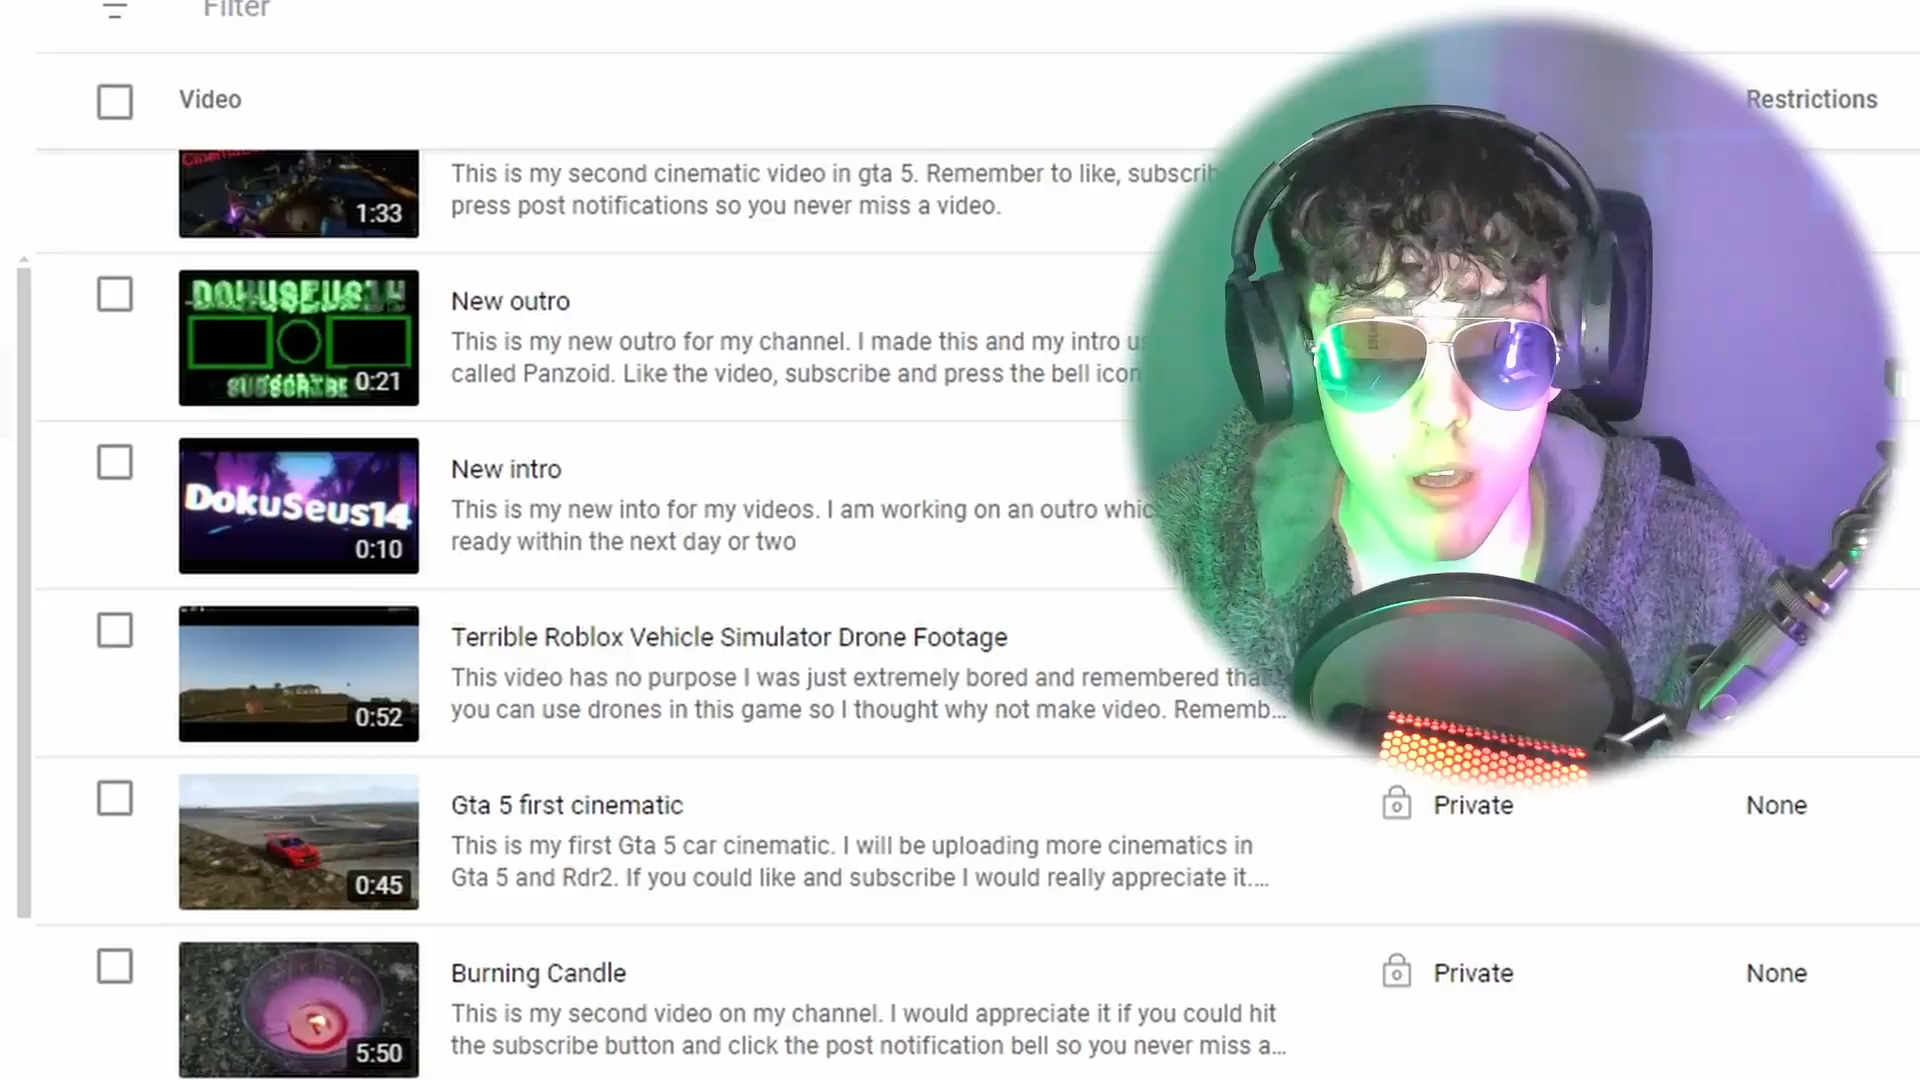 Filter
Video
Restrictions
1:33
This is my second cinematic video in gta 5. Remember to like, subscrib
press post notifications so you never miss a video.
DOKUSEUS14
SUBSCRIBE
0:21
New outro
This is my new outro for my channel. I made this and my intro us
called Panzoid. Like the video, subscribe and press the bell icon
DokuSeus14
0:10
New intro
This is my new into for my videos. I am working on an outro whic
ready within the next day or two
0:52
Terrible Roblox Vehicle Simulator Drone Footage
This video has no purpose I was just extremely bored and remembered that
you can use drones in this game so I thought why not make video. Rememb...
0:45
Gta 5 first cinematic
Private
None
This is my first Gta 5 car cinematic. I will be uploading more cinematics in
Gta 5 and Rdr2. If you could like and subscribe I would really appreciate it....
5:50
Burning Candle
Private
None
This is my second video on my channel. I would appreciate it if you could hit
the subscribe button and click the post notification bell so you never miss a...